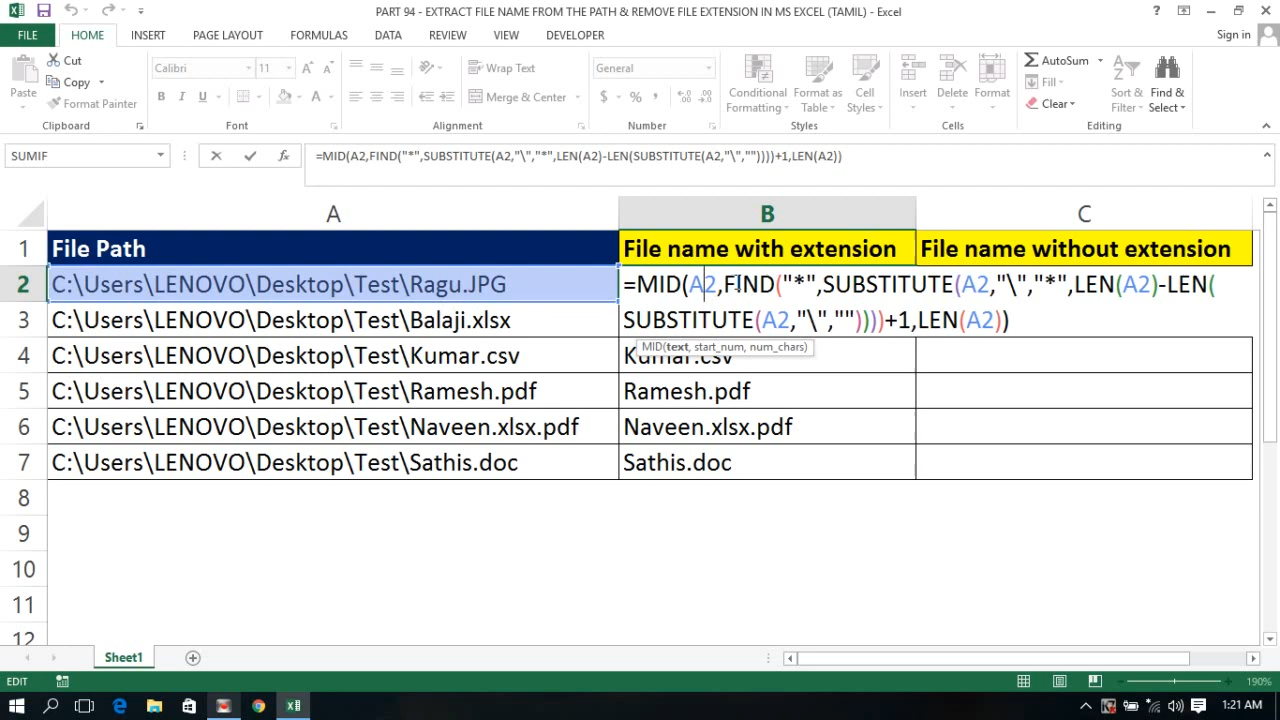 PART 94 - EXTRACT FILE NAME FROM THE PATH & REMOVE FILE EXTENSION IN MS EXCEL (TAMIL) - Excel
?
FILE HOME INSERT PAGE LAYOUT FORMULAS DATA REVIEW VIEW DEVELOPER Sign in
Paste
Cut
Copy
Format Painter
Clipboard
Calibri 11
B I U A
Font
Wrap Text
Merge & Center
Alignment
General
$ % ,
Number
Conditional Formatting
Format as Table
Cell Styles
Styles
Insert Delete Format
Cells
AutoSum
Fill
Clear
Sort & Filter
Find & Select
Editing
SUMIF fx =MID(A2,FIND("*",SUBSTITUTE(A2,"\","*",LEN(A2)-LEN(SUBSTITUTE(A2,"\",""))))+1,LEN(A2))
A B C
1 File Path File name with extension File name without extension
2 C:\Users\LENOVO\Desktop\Test\Ragu.JPG =MID(A2,FIND("*",SUBSTITUTE(A2,"\","*",LEN(A2)-LEN(
3 C:\Users\LENOVO\Desktop\Test\Balaji.xlsx SUBSTITUTE(A2,"\",""))))+1,LEN(A2))
MID(text, start_num, num_chars)
4 C:\Users\LENOVO\Desktop\Test\Kumar.csv Kumar.csv
5 C:\Users\LENOVO\Desktop\Test\Ramesh.pdf Ramesh.pdf
6 C:\Users\LENOVO\Desktop\Test\Naveen.xlsx.pdf Naveen.xlsx.pdf
7 C:\Users\LENOVO\Desktop\Test\Sathis.doc Sathis.doc
8
9
10
11
12
Sheet1
EDIT 190%
1:21 AM